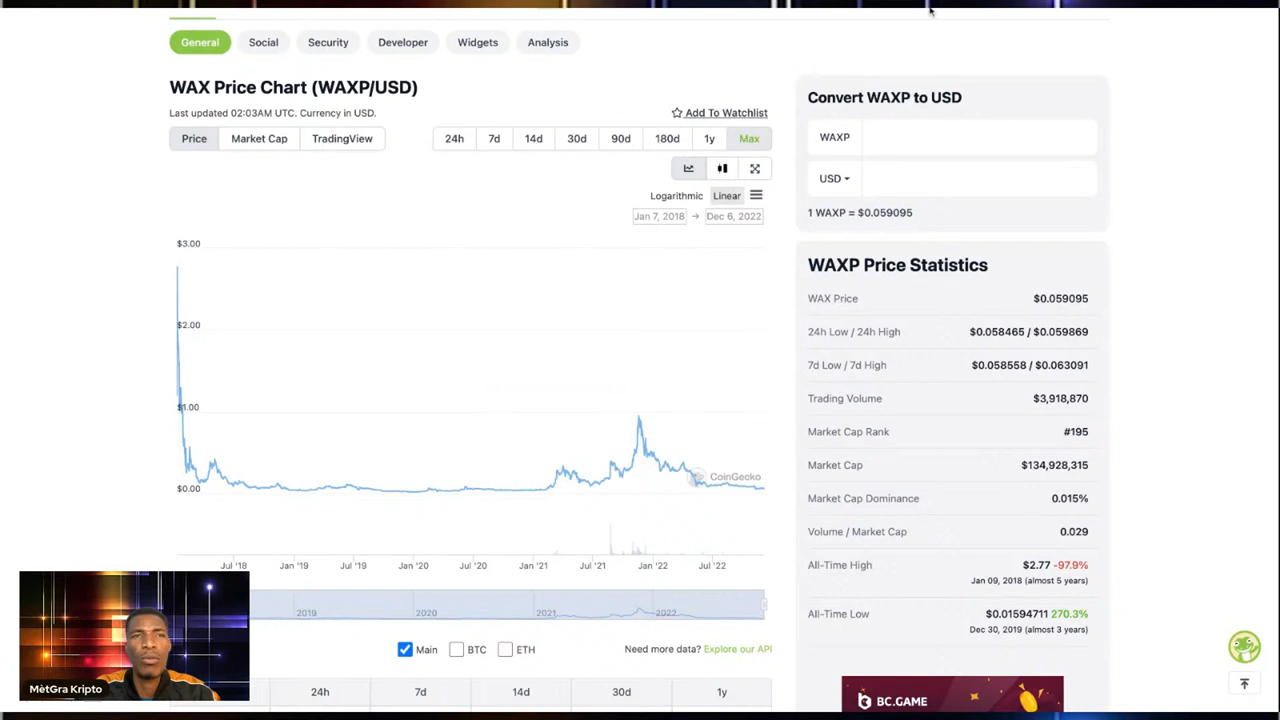 General
Social
Security
Developer
Widgets
Analysis
WAX Price Chart (WAXP/USD)
Last updated 02:03AM UTC. Currency in USD.
Add To Watchlist
Price
Market Cap
TradingView
24h
7d
14d
30d
90d
180d
1y
Max
Logarithmic
Linear
Jan 7, 2018 → Dec 6, 2022
$3.00
$2.00
$1.00
$0.00
CoinGecko
Jul '18
Jan '19
Jul '19
Jan '20
Jul '20
Jan '21
Jul '21
Jan '22
Jul '22
2019
2020
2021
2022
Main
BTC
ETH
Need more data? Explore our API
24h
7d
14d
30d
1y
Convert WAXP to USD
WAXP
USD
1 WAXP = $0.059095
WAXP Price Statistics
WAX Price $0.059095
24h Low / 24h High $0.058465 / $0.059869
7d Low / 7d High $0.058558 / $0.063091
Trading Volume $3,918,870
Market Cap Rank #195
Market Cap $134,928,315
Market Cap Dominance 0.015%
Volume / Market Cap 0.029
All-Time High $2.77 -97.9%
Jan 09, 2018 (almost 5 years)
All-Time Low $0.01594711 270.3%
Dec 30, 2019 (almost 3 years)
BC.GAME
MètGra Kripto